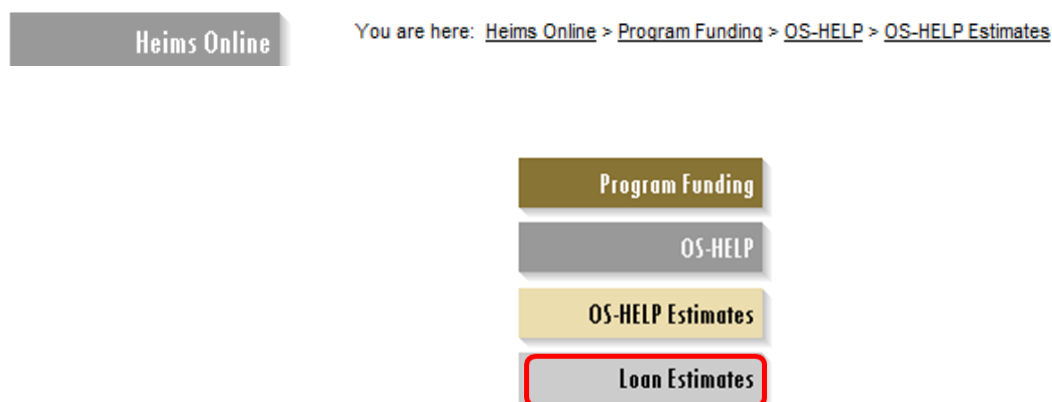 Heims Online
You are here: Heims Online > Program Funding > OS-HELP > OS-HELP Estimates
Program Funding
OS-HELP
OS-HELP Estimates
Loan Estimates